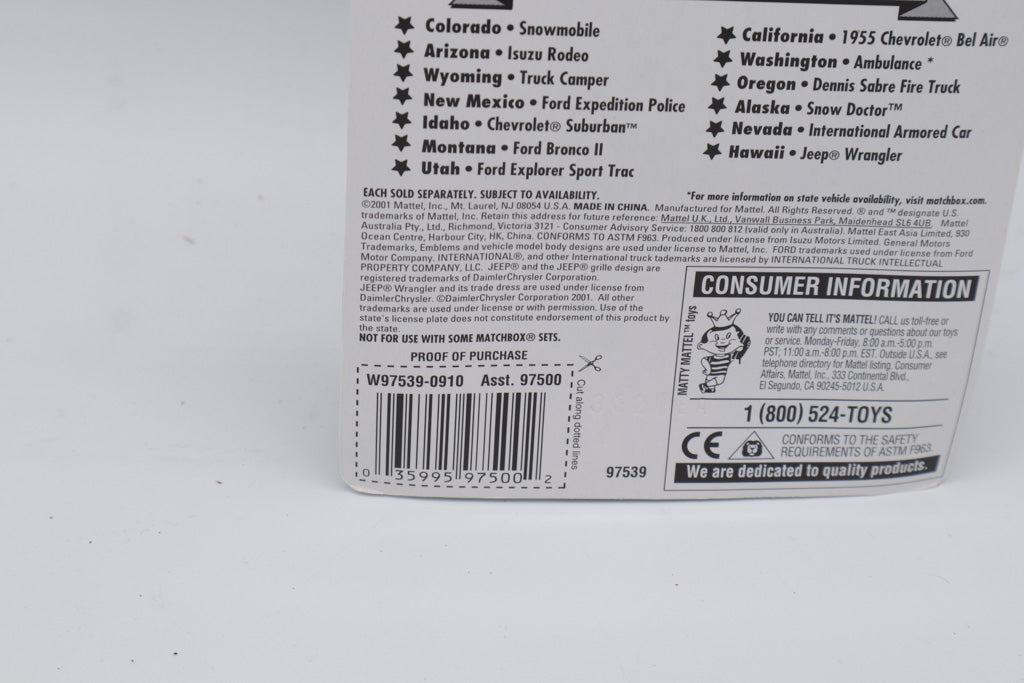 Colorado • Snowmobile
Arizona • Isuzu Rodeo
Wyoming • Truck Camper
New Mexico • Ford Expedition Police
Idaho • Chevrolet® Suburban™
Montana • Ford Bronco II
Utah • Ford Explorer Sport Trac
California • 1955 Chevrolet® Bel Air®
Washington • Ambulance *
Oregon • Dennis Sabre Fire Truck
Alaska • Snow Doctor™
Nevada • International Armored Car
Hawaii • Jeep® Wrangler
EACH SOLD SEPARATELY. SUBJECT TO AVAILABILITY.
*For more information on state vehicle availability, visit matchbox.com.
©2001 Mattel, Inc., Mt. Laurel, NJ 08054 U.S.A. MADE IN CHINA. Manufactured for Mattel. All Rights Reserved. ® and ™ designate U.S.
trademarks of Mattel, Inc. Retain this address for future reference: Mattel U.K., Ltd., Vanwall Business Park, Maidenhead SL6 4UB. Mattel
Australia Pty., Ltd., Richmond, Victoria 3121 - Consumer Advisory Service: 1800 800 812 (valid only in Australia). Mattel East Asia Limited, 930
Ocean Centre, Harbour City, HK, China. CONFORMS TO ASTM F963. Produced under license from Isuzu Motors Limited. General Motors
Trademarks, Emblems and vehicle model body designs are used under license to Mattel, Inc. FORD trademarks used under license from Ford
Motor Company. INTERNATIONAL®, and other International truck tademarks are licensed by INTERNATIONAL TRUCK INTELLECTUAL
PROPERTY COMPANY, LLC. JEEP® and the JEEP® grille design are
registered trademarks of DaimlerChrysler Corporation.
JEEP® Wrangler and its trade dress are used under license from
DaimlerChrysler. ©DaimlerChrysler Corporation 2001. All other
trademarks are used under license or with permission. Use of the
state's license plate does not constitute endorsement of this product by
the state.
NOT FOR USE WITH SOME MATCHBOX® SETS.
PROOF OF PURCHASE
W97539-0910 Asst. 97500
0 35995 97500 2
Cut along dotted lines
97539
CONSUMER INFORMATION
MATTY MATTEL™ toys
YOU CAN TELL IT'S MATTEL! CALL us toll-free or
write with any comments or questions about our toys
or service. Monday-Friday, 8:00 a.m.-5:00 p.m.
PST; 11:00 a.m.-8:00 p.m. EST. Outside U.S.A., see
telephone directory for Mattel listing. Consumer
Affairs, Mattel, Inc., 333 Continental Blvd.,
El Segundo, CA 90245-5012 U.S.A.
1 (800) 524-TOYS
CE
CONFORMS TO THE SAFETY
REQUIREMENTS OF ASTM F963.
We are dedicated to quality products.